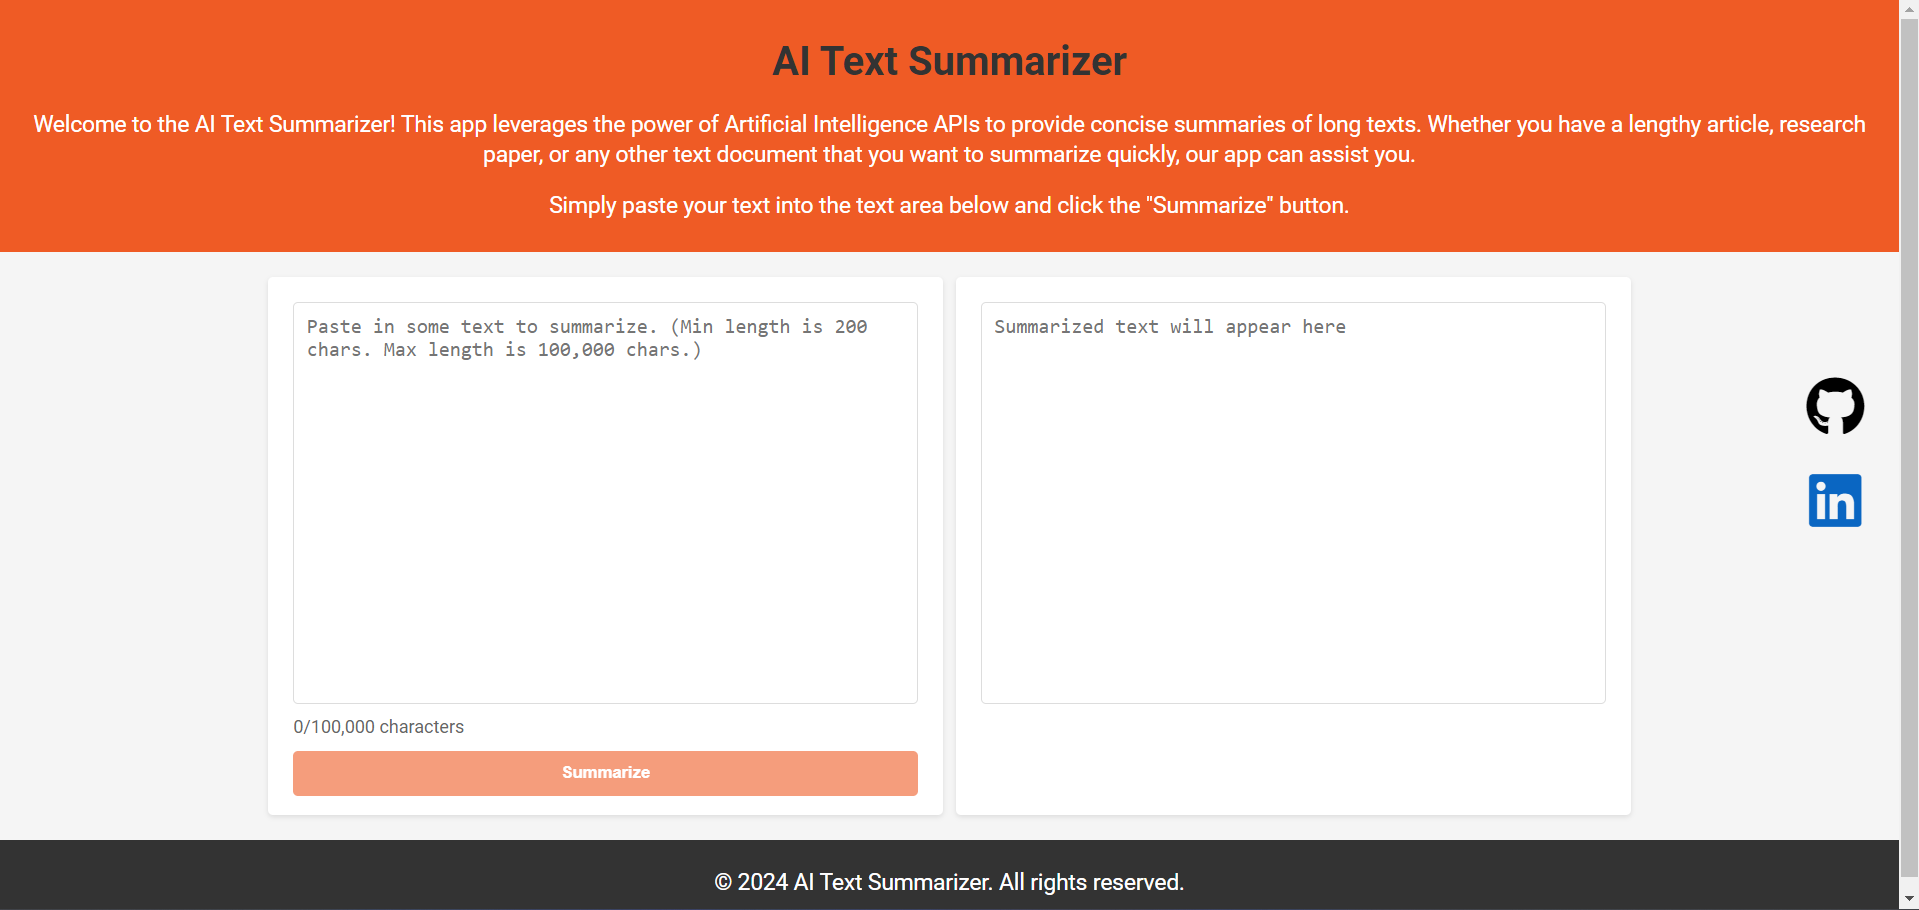 AI Text Summarizer
Welcome to the AI Text Summarizer! This app leverages the power of Artificial Intelligence APIs to provide concise summaries of long texts. Whether you have a lengthy article, research
paper, or any other text document that you want to summarize quickly, our app can assist you.
Simply paste your text into the text area below and click the "Summarize" button.
Paste in some text to summarize. (Min length is 200
chars. Max length is 100,000 chars.)
0/100,000 characters
Summarize
Summarized text will appear here
in
© 2024 AI Text Summarizer. All rights reserved.